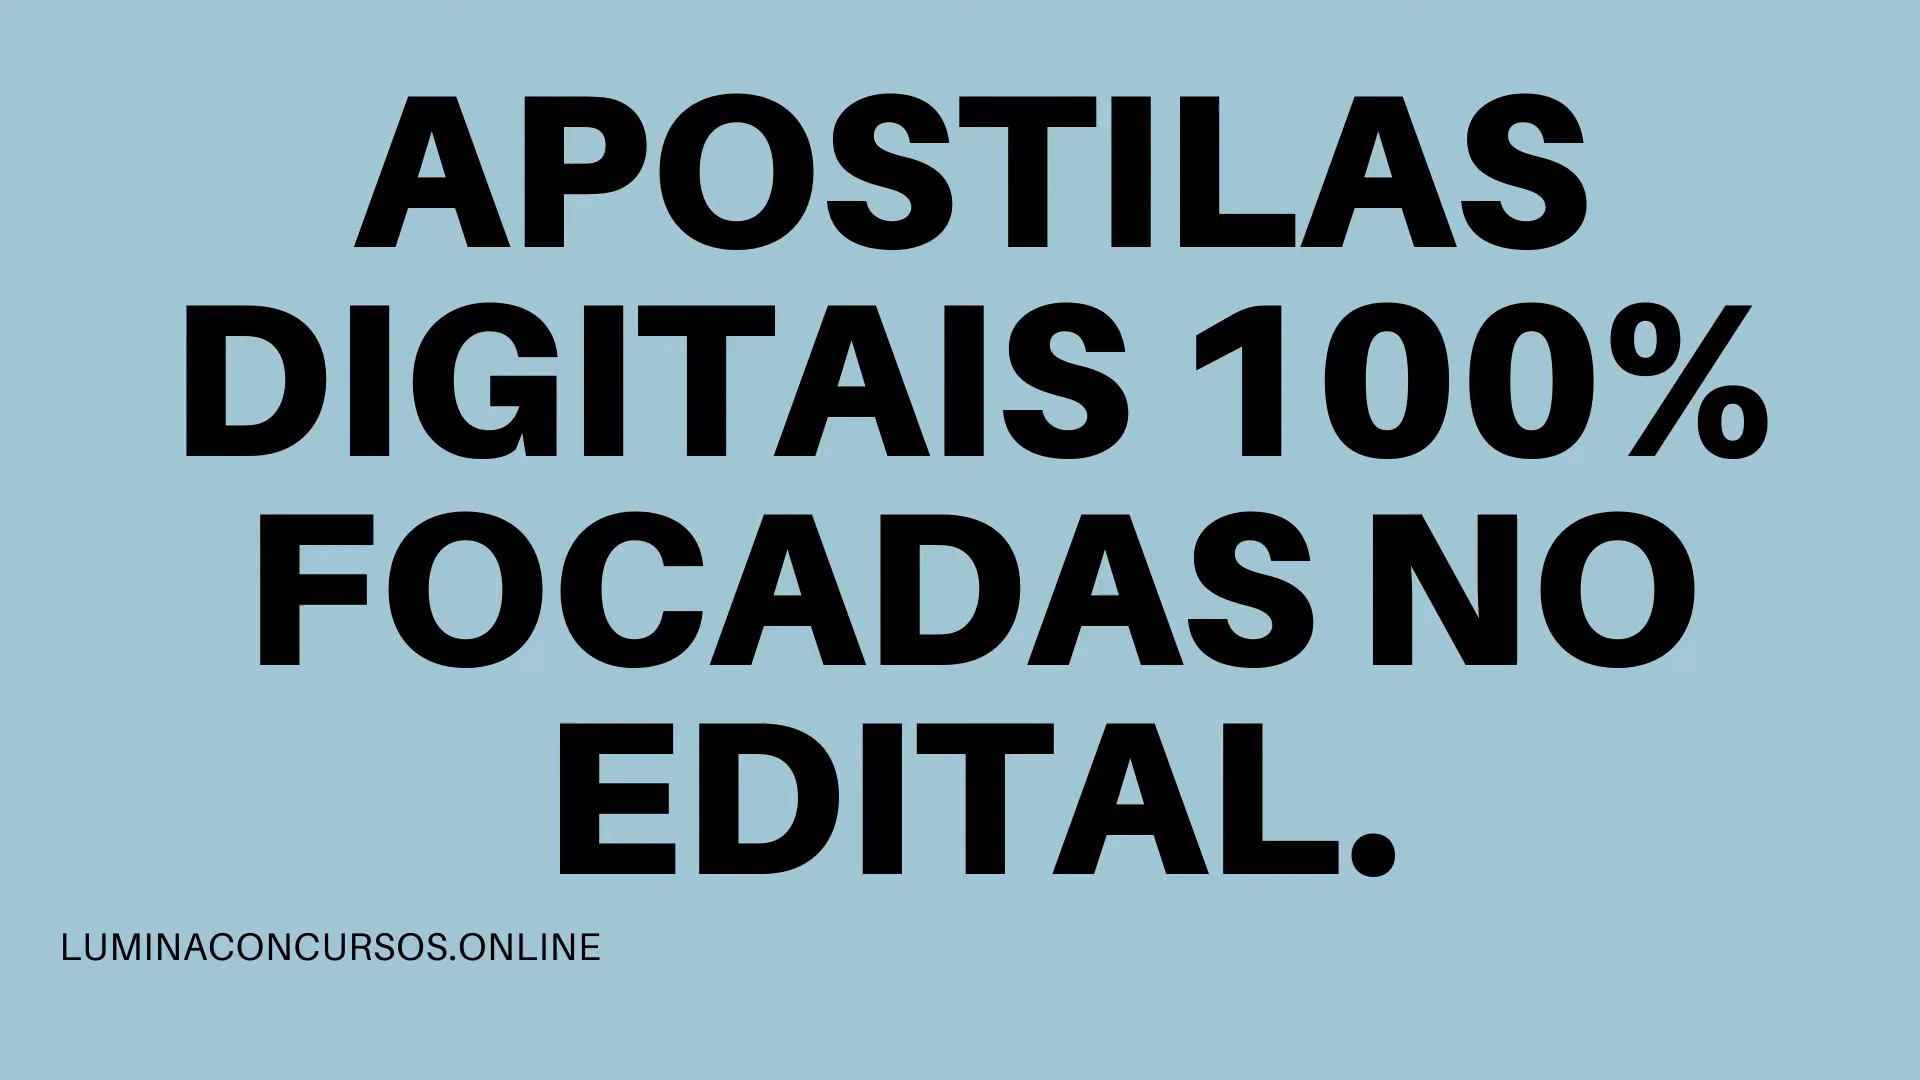 APOSTILAS
DIGITAIS 100%
FOCADAS NO
EDITAL.
LUMINACONCURSOS.ONLINE